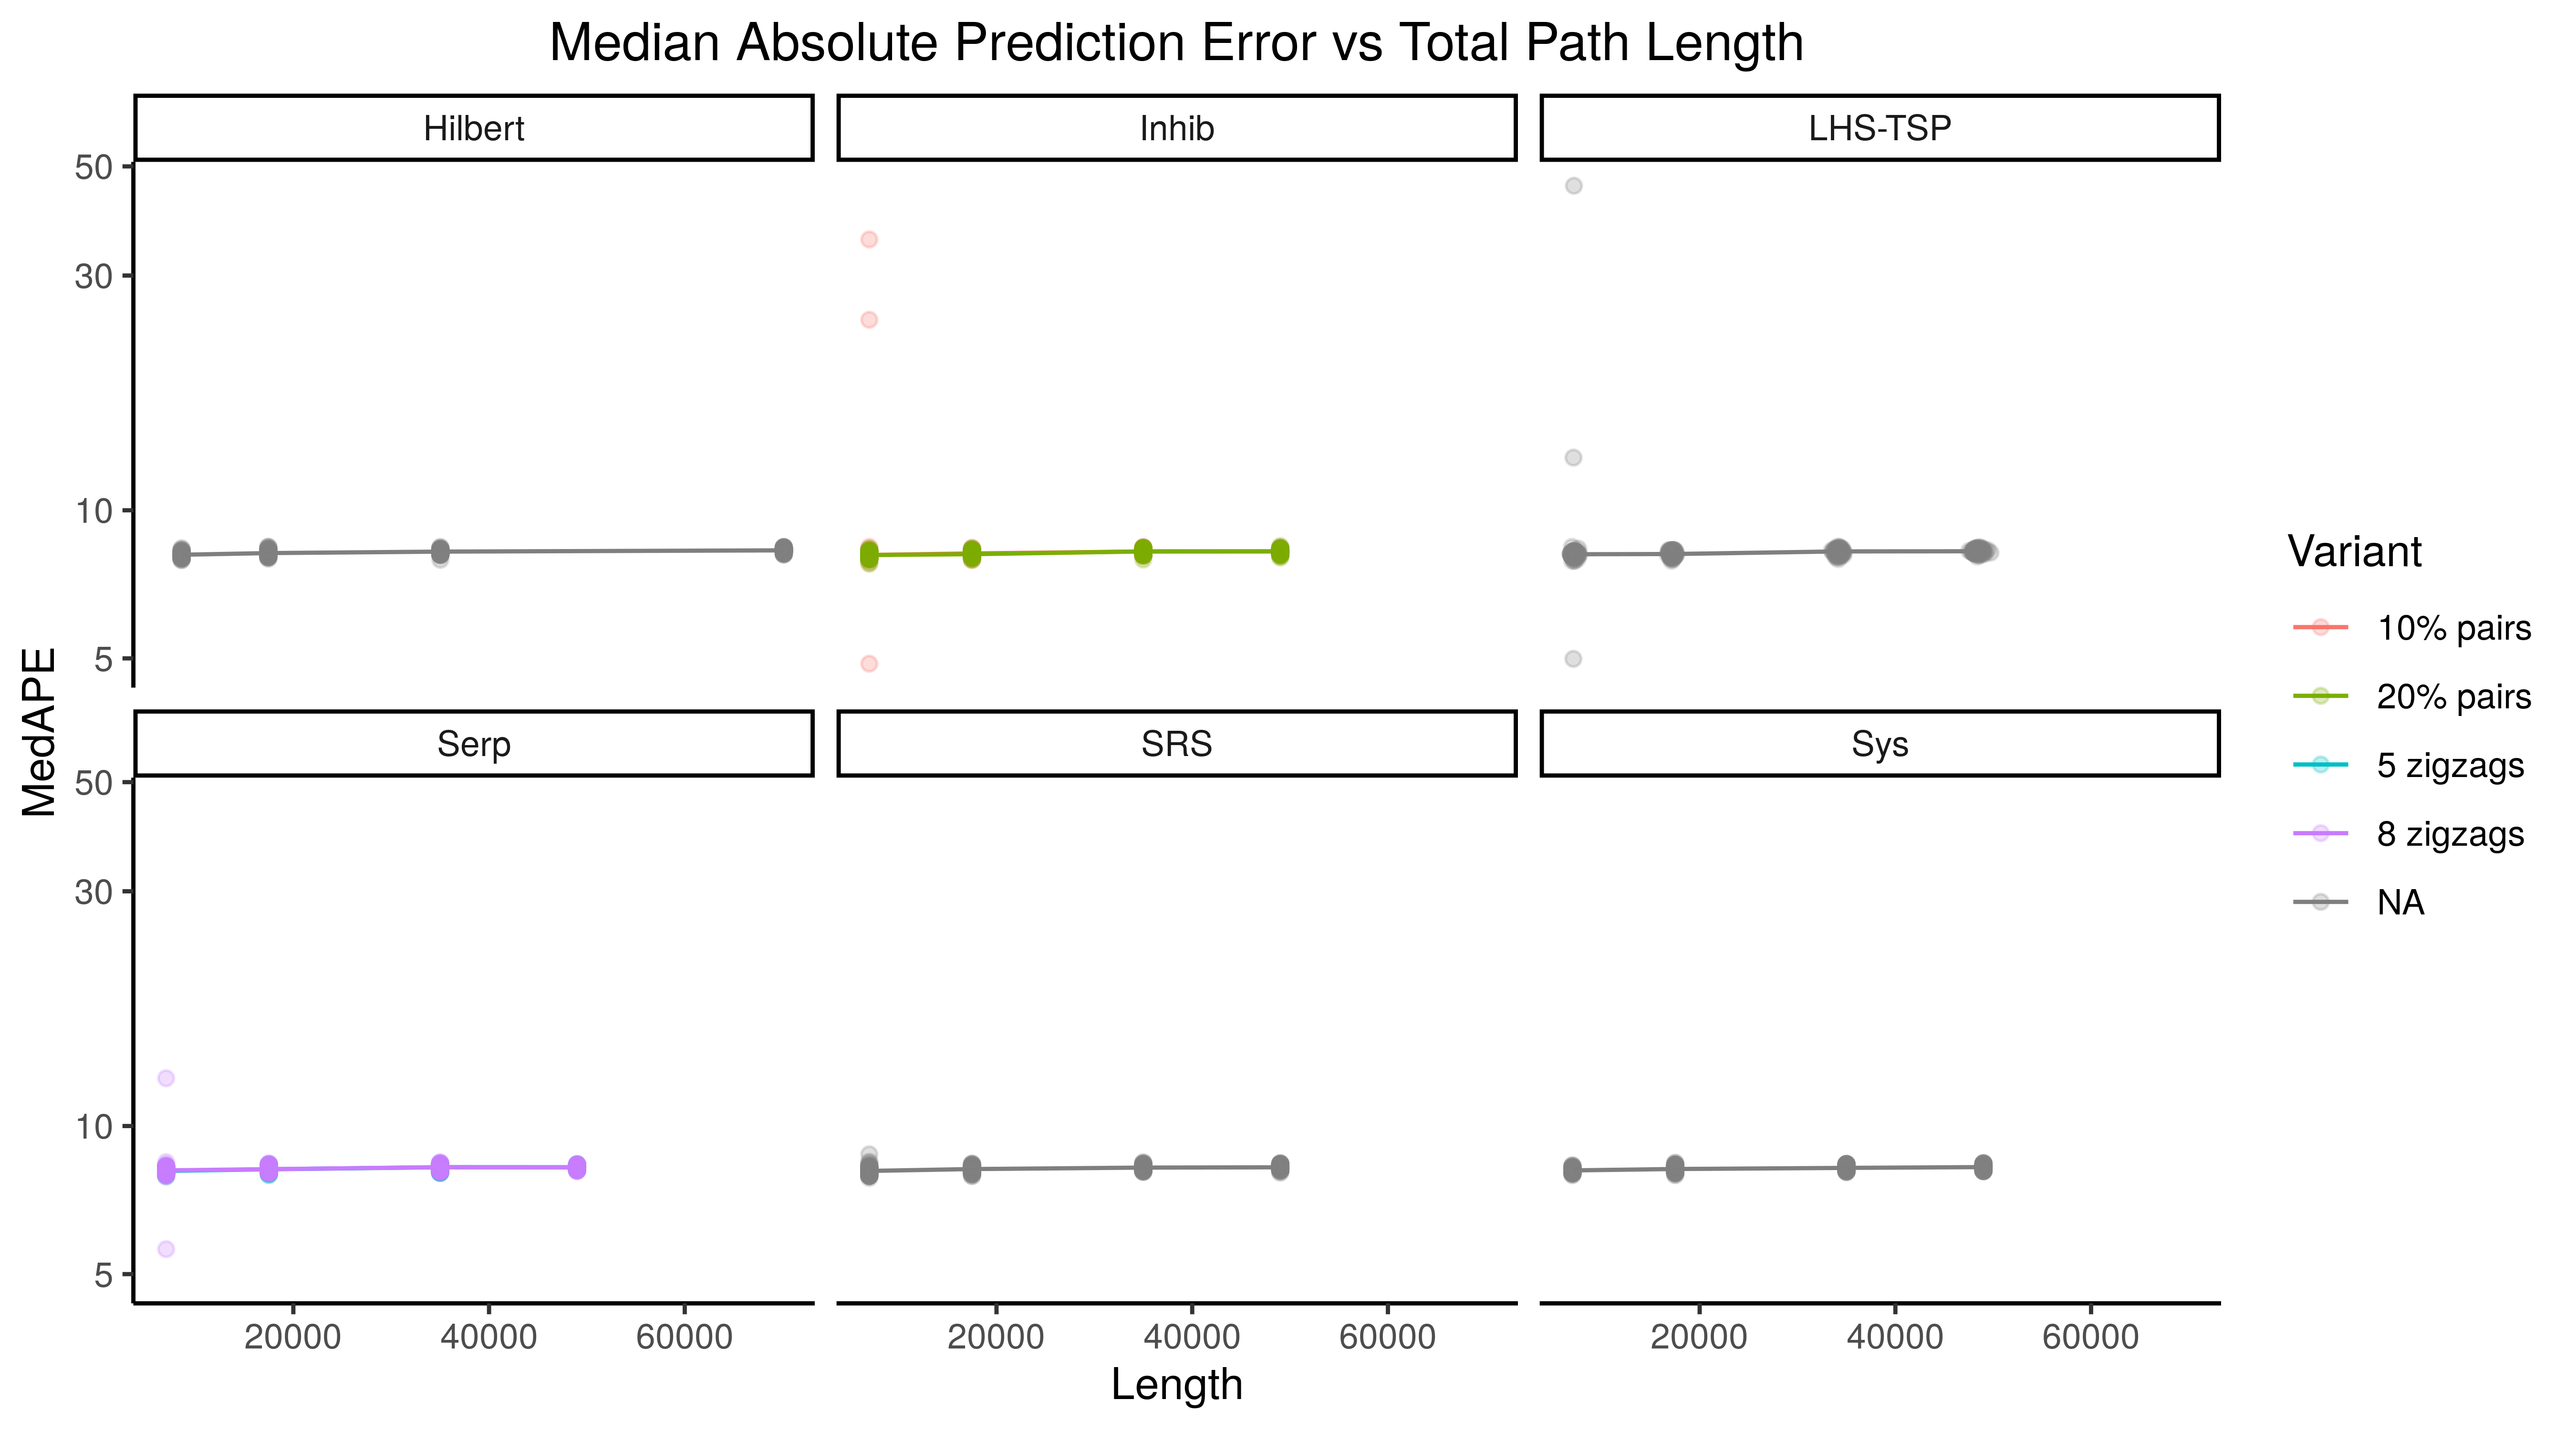 Median Absolute Prediction Error vs Total Path Length
Hilbert
Inhib
LHS-TSP
50
30
10
5
Serp
SRS
Sys
50
30
10
5
20000
40000
60000
20000
40000
60000
20000
40000
60000
Length
MedAPE
Variant
10% pairs
20% pairs
5 zigzags
8 zigzags
NA